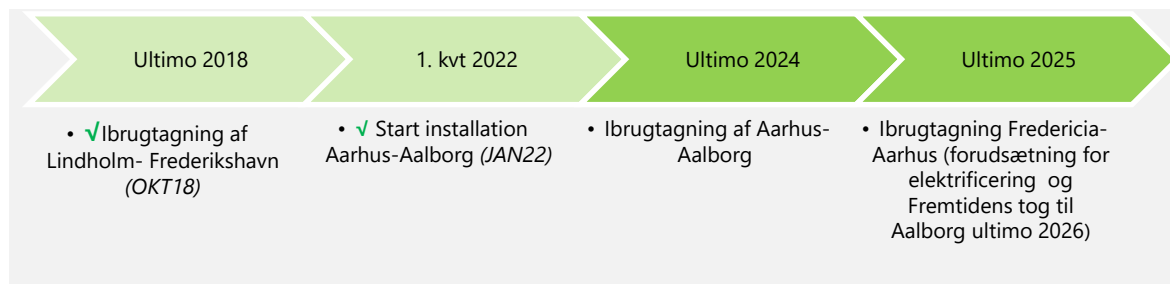 Ultimo 2018
1. kvt 2022
Ultimo 2024
Ultimo 2025
• √Ibrugtagning af
Lindholm- Frederikshavn
(OKT18)
• √ Start installation
Aarhus-Aalborg (JAN22)
• Ibrugtagning af Aarhus-
Aalborg
• Ibrugtagning Fredericia-
Aarhus (forudsætning for
elektrificering og
Fremtidens tog til
Aalborg ultimo 2026)